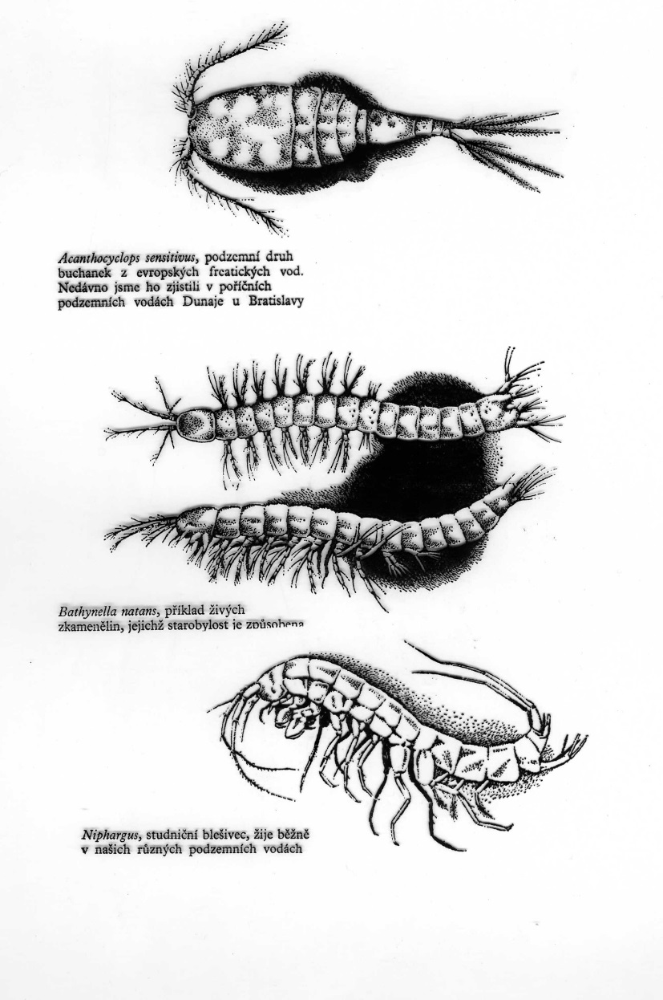 Acanthocyclops sensitivus, podzemní druh
buchanek z evropských freatických vod.
Nedávno jsme ho zjistili v poříčních
podzemních vodách Dunaje u Bratislavy
Bathynella natans, příklad živých
zkamenělin, jejichž starobylost je způsobena
Niphargus, studniční blešivec, žije běžně
v našich různých podzemních vodách